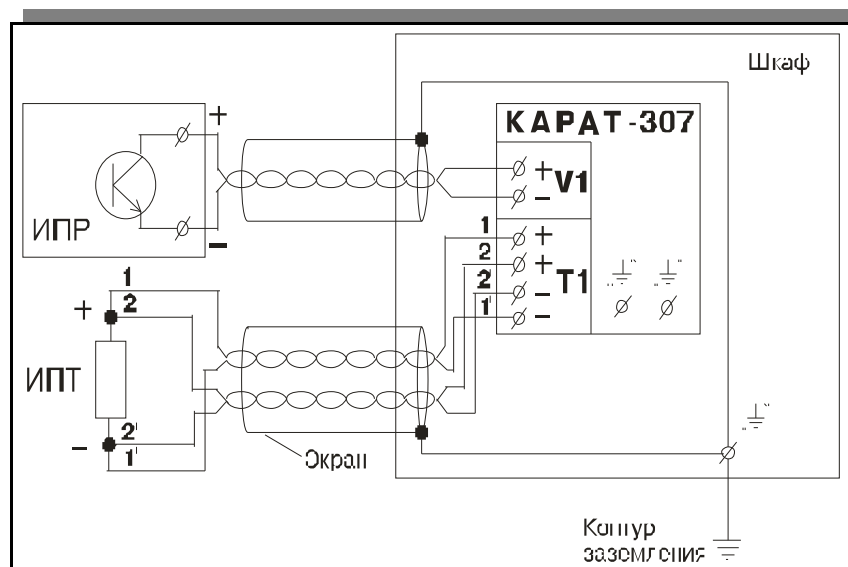 Шкаф
КАРАТ-307
+
+ V1
−
ИПР
−
1
+
2
+
2'
− T1
1'
−
"⏚" "⏚"
1
+ 2
ИПТ
2'
−
1'
Экран
"⏚"
Контур
заземления